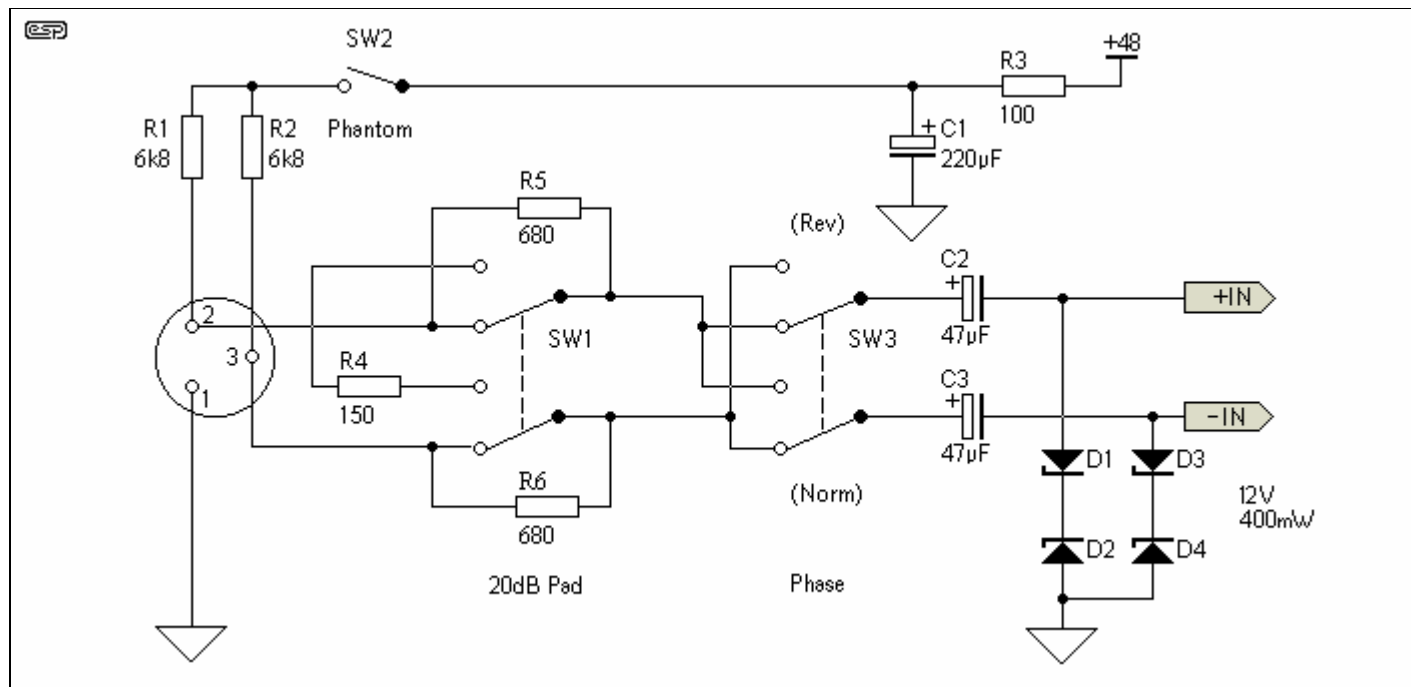 esp
SW2
+48
R3
100
R1
6k8
R2
6k8
Phantom
+
C1
220µF
R5
680
(Rev)
C2
+
47µF
+IN
2
3
1
SW1
SW3
R4
150
C3
+
47µF
-IN
D1
D3
R6
680
(Norm)
12V
400mW
D2
D4
20dB Pad
Phase